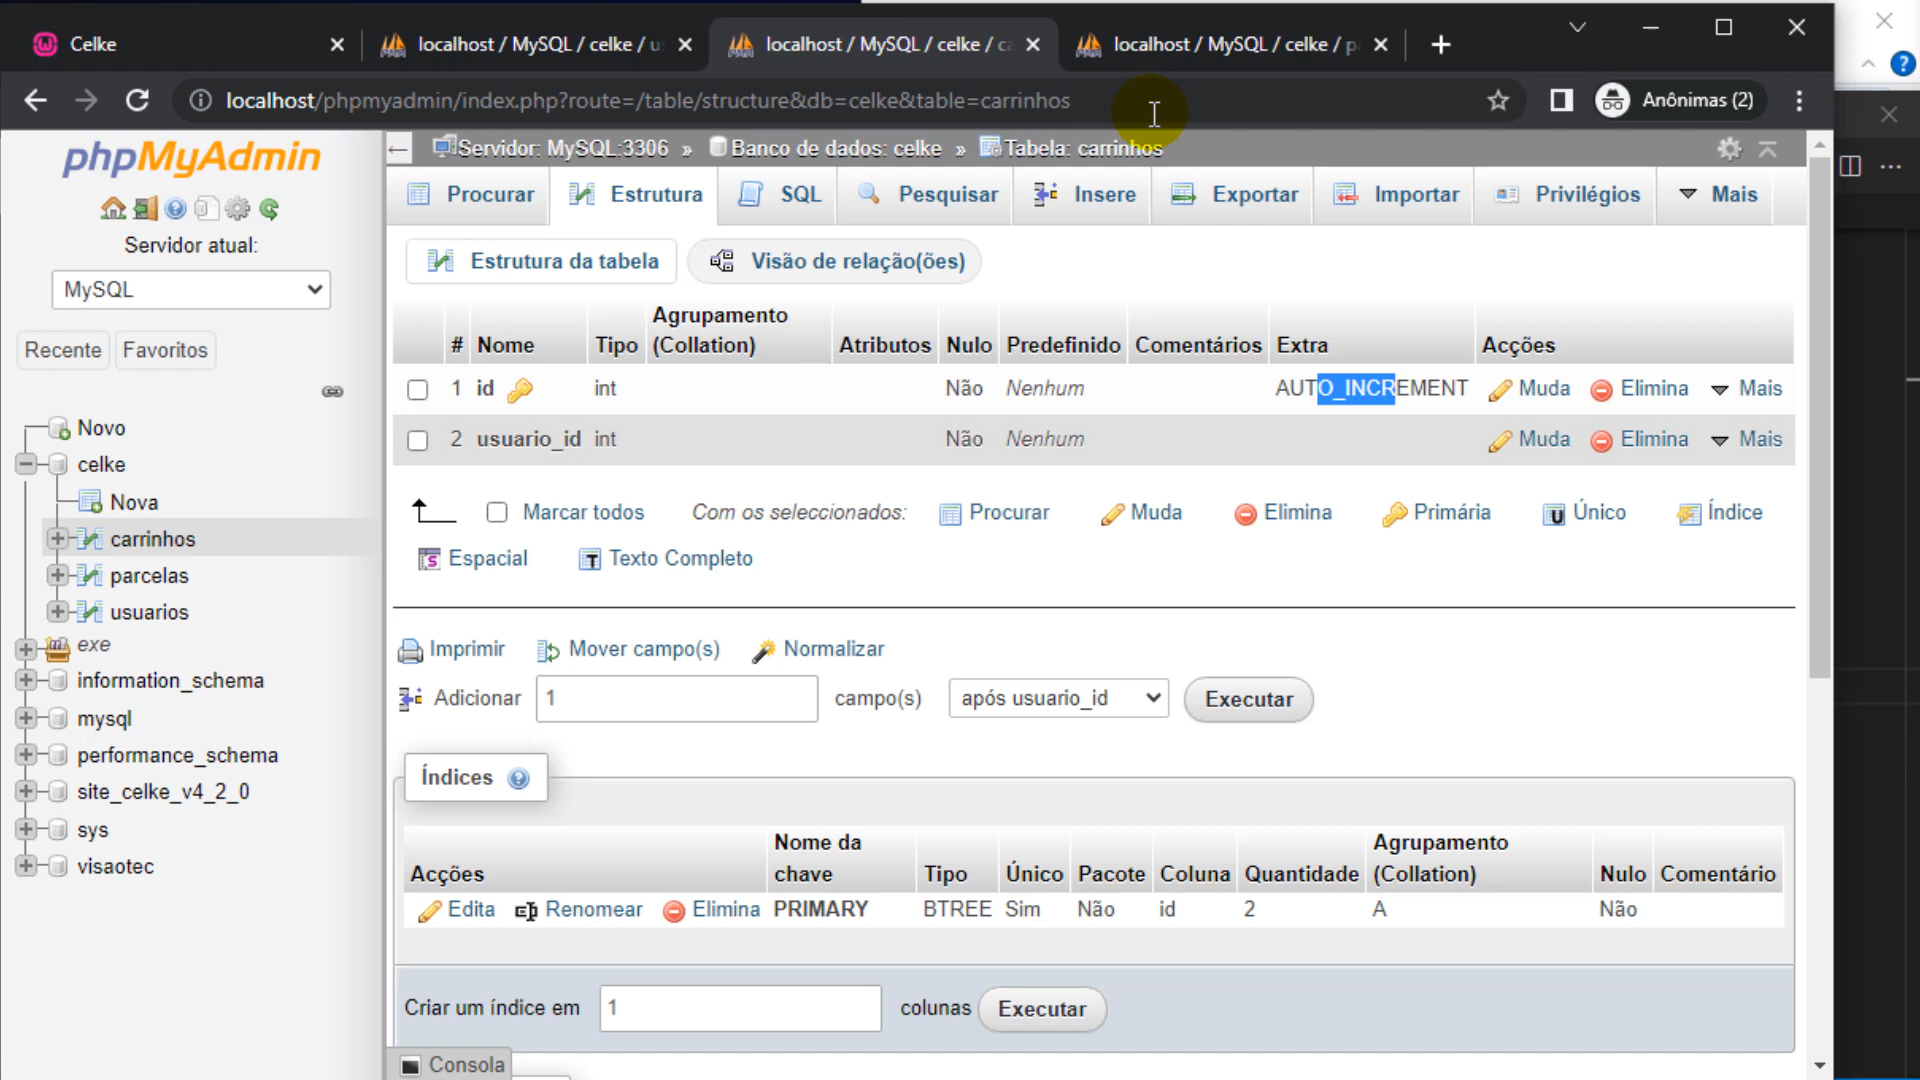 Celke
localhost / MySQL / celke / u
localhost / MySQL / celke / c
localhost / MySQL / celke / p
localhost/phpmyadmin/index.php?route=/table/structure&db=celke&table=carrinhos
Anônimas (2)
phpMyAdmin
Servidor atual:
MySQL
Recente Favoritos
Novo
celke
Nova
carrinhos
parcelas
usuarios
exe
information_schema
mysql
performance_schema
site_celke_v4_2_0
sys
visaotec
Servidor: MySQL:3306 » Banco de dados: celke » Tabela: carrinhos
Procurar Estrutura SQL Pesquisar Insere Exportar Importar Privilégios Mais
Estrutura da tabela Visão de relação(ões)
# Nome Tipo Agrupamento (Collation) Atributos Nulo Predefinido Comentários Extra Acções
1 id int Não Nenhum AUTO_INCREMENT Muda Elimina Mais
2 usuario_id int Não Nenhum Muda Elimina Mais
Marcar todos Com os seleccionados: Procurar Muda Elimina Primária Único Índice
Espacial Texto Completo
Imprimir Mover campo(s) Normalizar
Adicionar 1 campo(s) após usuario_id Executar
Índices
Acções Nome da chave Tipo Único Pacote Coluna Quantidade Agrupamento (Collation) Nulo Comentário
Edita Renomear Elimina PRIMARY BTREE Sim Não id 2 A Não
Criar um índice em 1 colunas Executar
Consola